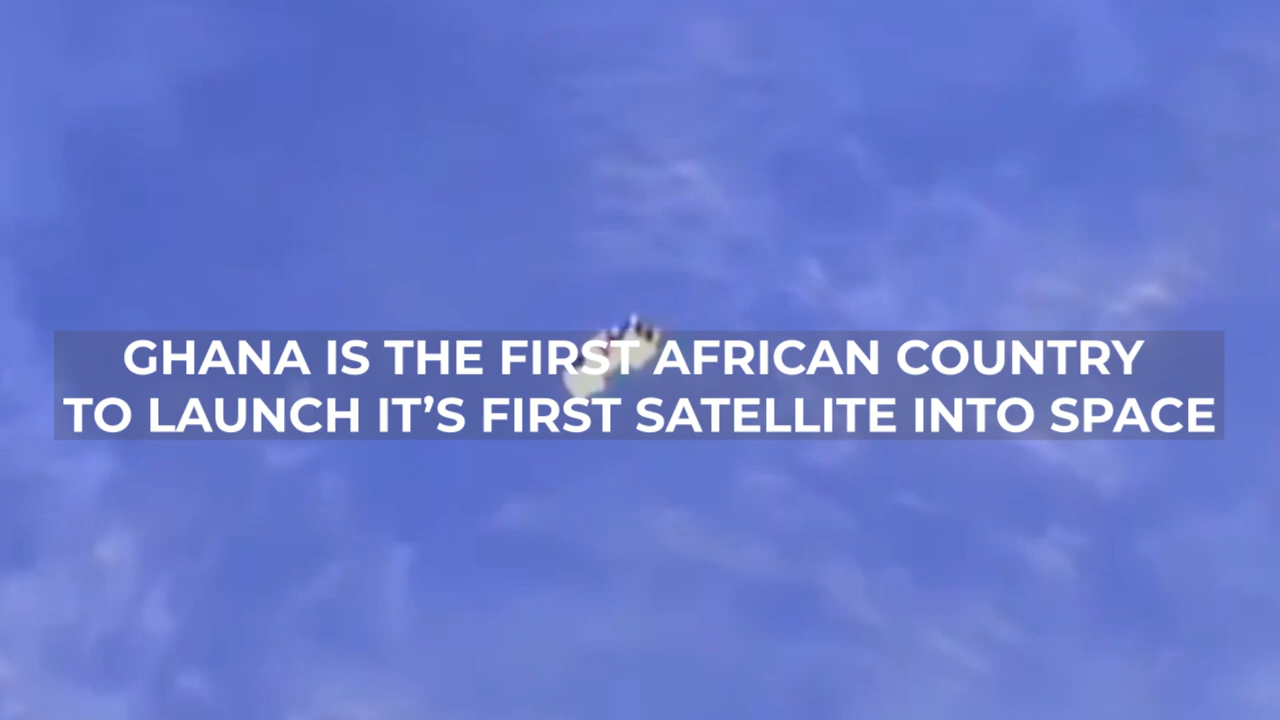 GHANA IS THE FIRST AFRICAN COUNTRY
TO LAUNCH IT’S FIRST SATELLITE INTO SPACE